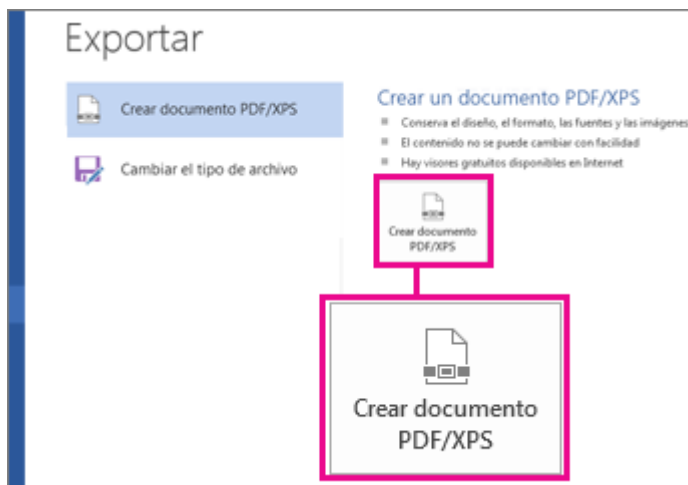 Exportar
Crear documento PDF/XPS
Cambiar el tipo de archivo
Crear un documento PDF/XPS
Conserva el diseño, el formato, las fuentes y las imágenes
El contenido no se puede cambiar con facilidad
Hay visores gratuitos disponibles en Internet
Crear documento
PDF/XPS
Crear documento
PDF/XPS